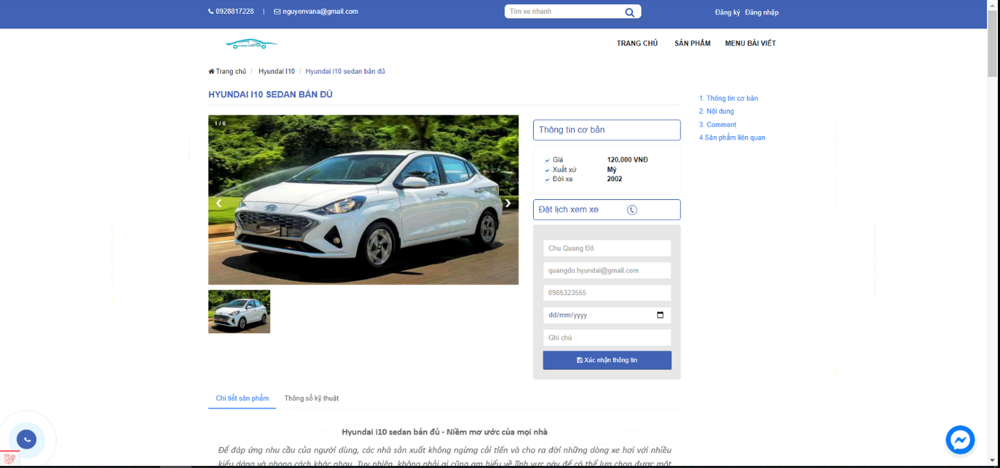 0928817228 | nguyenvana@gmail.com
Tìm xe nhanh
Đăng ký Đăng nhập
TRANG CHỦ SẢN PHẨM MENU BÀI VIẾT
Trang chủ / Hyundai I10 / Hyundai i10 sedan bản đủ
HYUNDAI I10 SEDAN BẢN ĐỦ
1 / 6
Thông tin cơ bản
Giá 120.000 VNĐ
Xuất xứ Mỹ
Đời xe 2002
Đặt lịch xem xe
Chu Quang Đô
quangdo.hyundai@gmail.com
0985323555
dd/mm/yyyy
Ghi chú
Xác nhận thông tin
1. Thông tin cơ bản
2. Nội dung
3. Comment
4.Sản phẩm liên quan
Chi tiết sản phẩm Thông số kỹ thuật
Hyundai i10 sedan bản đủ - Niềm mơ ước của mọi nhà
Để đáp ứng nhu cầu của người dùng, các nhà sản xuất không ngừng cải tiến và cho ra đời những dòng xe hơi với nhiều
kiểu dáng và phong cách khác nhau. Tuy nhiên, không phải ai cũng am hiểu về lĩnh vực này để có thể lựa chọn được một